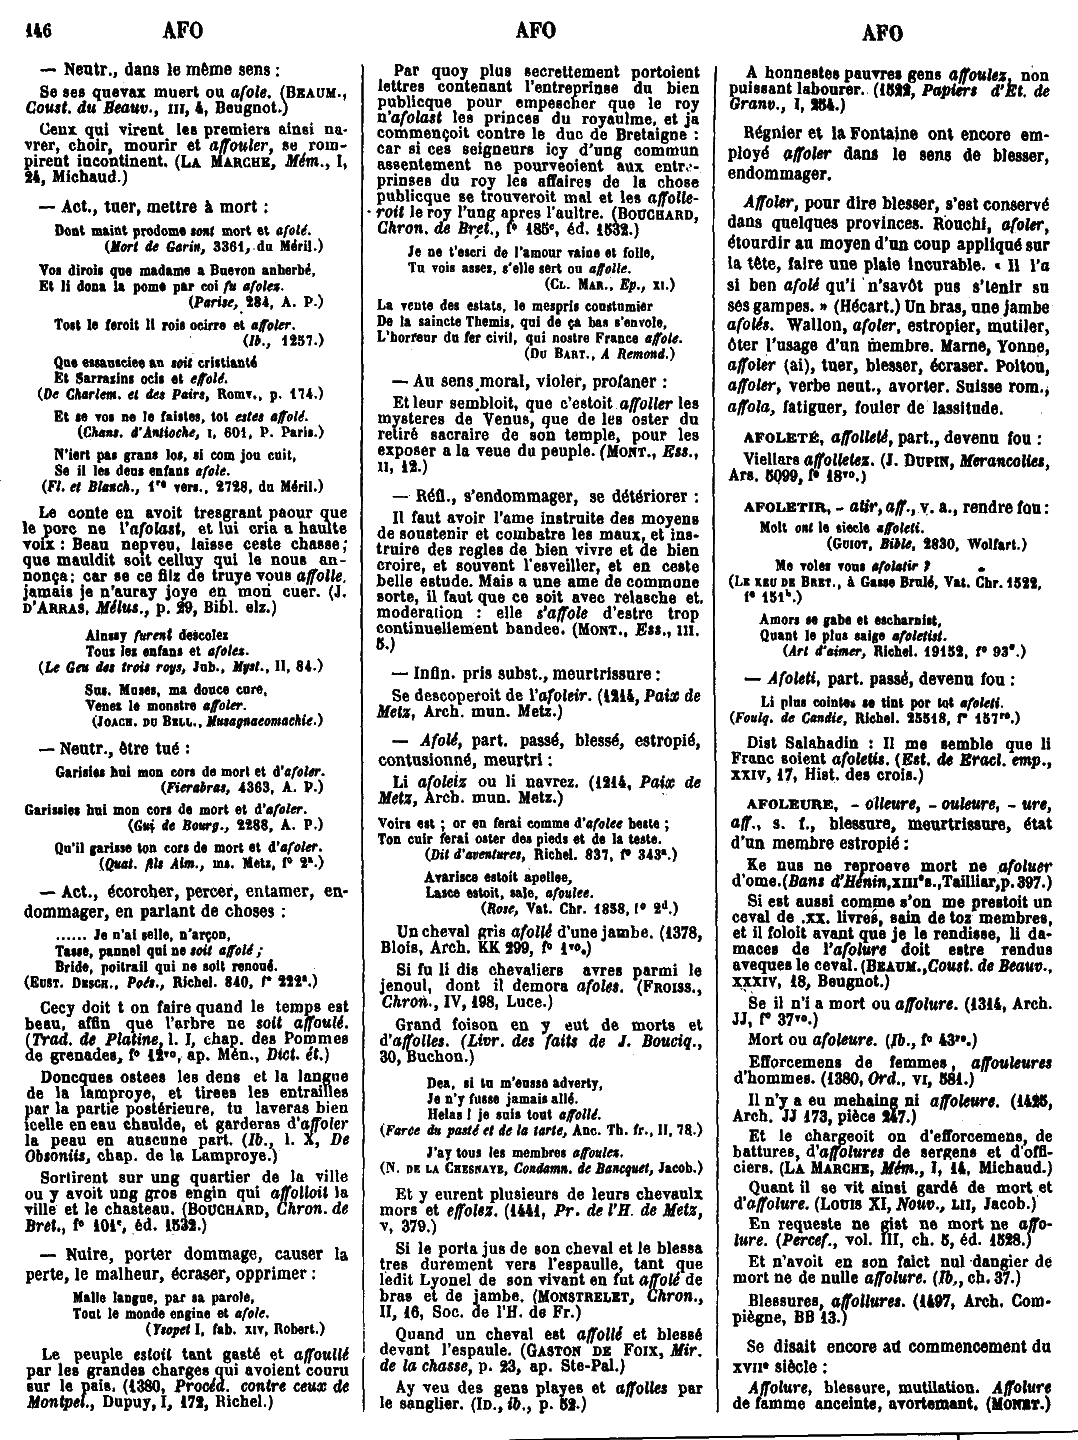 146 AFO AFO AFO
— Neutr., dans le même sens :
Se ses quevax muert ou afole. (BEAUM.,
Coust. du Beauv., III, 4, Beugnot.)
Ceux qui virent les premiers ainsi na-
vrer, choir, mourir et affouler, se rom-
pirent incontinent. (LA MARCHE, Mém., I,
24, Michaud.)
— Act., tuer, mettre à mort :
Dont maint prodome sont mort et afolé.
(Mort de Garin, 3361, du Méril.)
Vos dirois que madame a Buevon anherbé,
Et li dona la pome par coi fu afolez.
(Parise, 284, A. P.)
Tost le feroit li rois ocirre et affoler.
(Ib., 1257.)
Que essausciee an soit cristianté
Et Sarrazins ocis et effolé.
(De Charlem. et des Pairs, Romv., p. 174.)
Et se vos ne le faistes, tot estes affolé.
(Chans. d'Antioche, I, 601, P. Paris.)
N'iert pas grans los, si com jou cuit,
Se il les deus enfans afole.
(Fl. et Blanch., 1re vers., 2728, du Méril.)
Le conte en avoit tresgrant paour que
le porc ne l'afolast, et lui cria a haulte
voix : Beau nepveu, laisse ceste chasse;
que mauldit soit celluy qui le nous an-
nonça; car se ce filz de truye vous affolle,
jamais je n'auray joye en mon cuer. (J.
D'ARRAS, Mélus., p. 29, Bibl. elz.)
Ainsay furent descolez
Tous lez enfans et afolez.
(Le Geu des trois roys, Jub., Myst., II, 84.)
Sus, Muses, ma douce cure,
Venez le monstre affoler.
(JOACH. DU BELL., Musagnaeomachie.)
— Neutr., être tué :
Garisies hui mon cors de mort et d'afoler.
(Fierabras, 4363, A. P.)
Garissies hui mon cors de mort et d'afoler.
(Gui de Bourg., 2288, A. P.)
Qu'il garisse ton cors de mort et d'afoler.
(Quat. fils Aim., ms. Metz, f° 2a.)
— Act., écorcher, percer, entamer, en-
dommager, en parlant de choses :
...... Je n'ai selle, n'arçon,
Tasse, pannel qui ne soit affolé ;
Bride, poitrail qui ne soit renoué.
(EUST. DESCH., Poés., Richel. 840, f° 222a.)
Cecy doit t on faire quand le temps est
beau, affin que l'arbre ne soit affoulé.
(Trad. de Platine, l. I, chap. des Pommes
de grenades, f° 12vo, ap. Mén., Dict. ét.)
Doncques ostees les dens et la langue
de la lamproye, et tirees les entrailles
par la partie postérieure, tu laveras bien
icelle en eau chaulde, et garderas d'affoler
la peau en auscune part. (Ib., l. X, De
Obsoniis, chap. de la Lamproye.)
Sortirent sur ung quartier de la ville
ou y avoit ung gros engin qui affolloit la
ville et le chasteau. (BOUCHARD, Chron. de
Bret., f° 101c, éd. 1532.)
— Nuire, porter dommage, causer la
perte, le malheur, écraser, opprimer :
Malle langue, par sa parole,
Tout le monde engine et afole.
(Ysopet I, fab. XIV, Robert.)
Le peuple estoit tant gasté et affoullé
par les grandes charges qui avoient couru
sur le pais. (1380, Procéd. contre ceux de
Montpel., Dupuy, I, 172, Richel.)
Par quoy plus secrettement portoient
lettres contenant l'entreprinse du bien
publicque pour empescher que le roy
n'afolast les princes du royaulme, et ja
commençoit contre le duc de Bretaigne :
car si ces seigneurs icy d'ung commun
assentement ne pourveoient aux entre-
prinses du roy les affaires de la chose
publicque se trouveroit mal et les affolle-
roit le roy l'ung apres l'aultre. (BOUCHARD,
Chron. de Bret., f° 185c, éd. 1532.)
Je ne t'escri de l'amour vaine et folle,
Tu vois assez, s'elle sert ou affolle.
(CL. MAR., Ep., XI.)
La vente des estats, le mespris coustumier
De la saincte Themis, qui de ça bas s'envole,
L'horreur du fer civil, qui nostre France affole.
(DU BART., A Remond.)
— Au sens moral, violer, profaner :
Et leur sembloit, que c'estoit affoller les
mysteres de Venus, que de les oster du
retiré sacraire de son temple, pour les
exposer a la veue du peuple. (MONT., Ess.,
II, 12.)
— Réfl., s'endommager, se détériorer :
Il faut avoir l'ame instruite des moyens
de soustenir et combatre les maux, et ins-
truire des regles de bien vivre et de bien
croire, et souvent l'esveiller, et en ceste
belle estude. Mais a une ame de commune
sorte, il faut que ce soit avec relasche et
moderation : elle s'affole d'estre trop
continuellement bandee. (MONT., Ess., III.
5.)
— Infin. pris subst., meurtrissure :
Se descoperoit de l'afoleir. (1214, Paix de
Metz, Arch. mun. Metz.)
— Afolé, part. passé, blessé, estropié,
contusionné, meurtri :
Li afoleiz ou li navrez. (1214, Paix de
Metz, Arch. mun. Metz.)
Voirs est ; or en ferai comme d'afolee beste ;
Ton cuir ferai oster des pieds et de la teste.
(Dit d'aventures, Richel. 837, f° 343a.)
Avarisce estoit apellee,
Lasce estoit, sale, afoulee.
(Rose, Vat. Chr. 1858, f° 2d.)
Un cheval gris afollé d'une jambe. (1378,
Blois, Arch. KK 299, f° 1vo.)
Si fu li dis chevaliers avres parmi le
jenoul, dont il demora afoles. (FROISS.,
Chron., IV, 198, Luce.)
Grand foison en y eut de morts et
d'affolles. (Livr. des faits de J. Bouciq.,
30, Buchon.)
Dea, si tu m'eusse adverty,
Je n'y fusse jamais allé.
Helas ! je suis tout affollé.
(Farce du pasté et de la tarte, Anc. Th. fr., II, 78.)
J'ay tous les membres affoulez.
(N. DE LA CHESNAYE, Condamn. de Bancquet, Jacob.)
Et y eurent plusieurs de leurs chevaulx
mors et effolez. (1441, Pr. de l'H. de Metz,
V, 379.)
Si le porta jus de son cheval et le blessa
tres durement vers l'espaulle, tant que
ledit Lyonel de son vivant en fut affolé de
bras et de jambe. (MONSTRELET, Chron.,
II, 16, Soc. de l'H. de Fr.)
Quand un cheval est affollé et blessé
devant l'espaule. (GASTON DE FOIX, Mir.
de la chasse, p. 23, ap. Ste-Pal.)
Ay veu des gens playes et affolles par
le sanglier. (ID., ib., p. 52.)
A honnestes pauvres gens affoulez, non
puissant labourer. (1522, Papiers d'Et. de
Granv., I, 254.)
Régnier et la Fontaine ont encore em-
ployé affoler dans le sens de blesser,
endommager.
Affoler, pour dire blesser, s'est conservé
dans quelques provinces. Rouchi, afoler,
étourdir au moyen d'un coup appliqué sur
la tête, faire une plaie incurable. « Il l'a
si ben afolé qu'i n'savôt pus s'tenir su
ses gampes. » (Hécart.) Un bras, une jambe
afolés. Wallon, afoler, estropier, mutiler,
ôter l'usage d'un membre. Marne, Yonne,
affoler (ai), tuer, blesser, écraser. Poitou,
affoler, verbe neut., avorter. Suisse rom.,
affola, fatiguer, fouler de lassitude.
AFOLETÉ, affolleté, part., devenu fou :
Viellars affolletez. (J. DUPIN, Merancolies,
Ars. 5099, f° 18vo.)
AFOLETIR, - atir, aff., v. a., rendre fou :
Molt ont le siecle afoleti.
(GUIOT, Bible, 2830, Wolfart.)
Me volez vous afolatir ?
(LE KEU DE BRET., à Gasse Brulé, Vat. Chr. 1522,
f° 151b.)
Amors se gabe et escharnist,
Quant le plus saige afoletist.
(Art d'aimer, Richel. 19152, f° 93e.)
— Afoleti, part. passé, devenu fou :
Li plus cointes se tint por tot afoleti.
(Foulq. de Candie, Richel. 25518, f° 157ro.)
Dist Salahadin : Il me semble que li
Franc soient afoletis. (Est. de Eracl. emp.,
XXIV, 17, Hist. des crois.)
AFOLEURE, - olleure, - ouleure, - ure,
aff., s. f., blessure, meurtrissure, état
d'un membre estropié :
Ke nus ne reproeve mort ne afoluer
d'ome.(Bans d'Hénin,XIIIe s.,Tailliar,p.397.)
Si est aussi comme s'on me prestoit un
ceval de .xx. livres, sain de toz membres,
et il foloit avant que je le rendisse, li da-
maces de l'afolure doit estre rendus
aveques le ceval. (BEAUM.,Coust. de Beauv.,
XXXIV, 18, Beugnot.)
Se il n'i a mort ou affolure. (1314, Arch.
JJ, f° 37vo.)
Mort ou afoleure. (Ib., f° 43ro.)
Efforcemens de femmes, affouleures
d'hommes. (1380, Ord., VI, 581.)
Il n'y a eu mehaing ni affoleure. (1425,
Arch. JJ 173, pièce 247.)
Et le chargeoit on d'efforcemens, de
battures, d'affolures de sergens et d'offi-
ciers. (LA MARCHE, Mém., I, 14, Michaud.)
Quant il se vit ainsi gardé de mort et
d'affolure. (LOUIS XI, Nouv., LII, Jacob.)
En requeste ne gist ne mort ne affo-
lure. (Percef., vol. III, ch. 5, éd. 1528.)
Et n'avoit en son faict nul dangier de
mort ne de nulle affolure. (Ib., ch. 37.)
Blessures, affollures. (1497, Arch. Com-
piègne, BB 13.)
Se disait encore au commencement du
XVIIe siècle :
Affolure, blessure, mutilation. Affolure
de famme anceinte, avortemant. (MONET.)